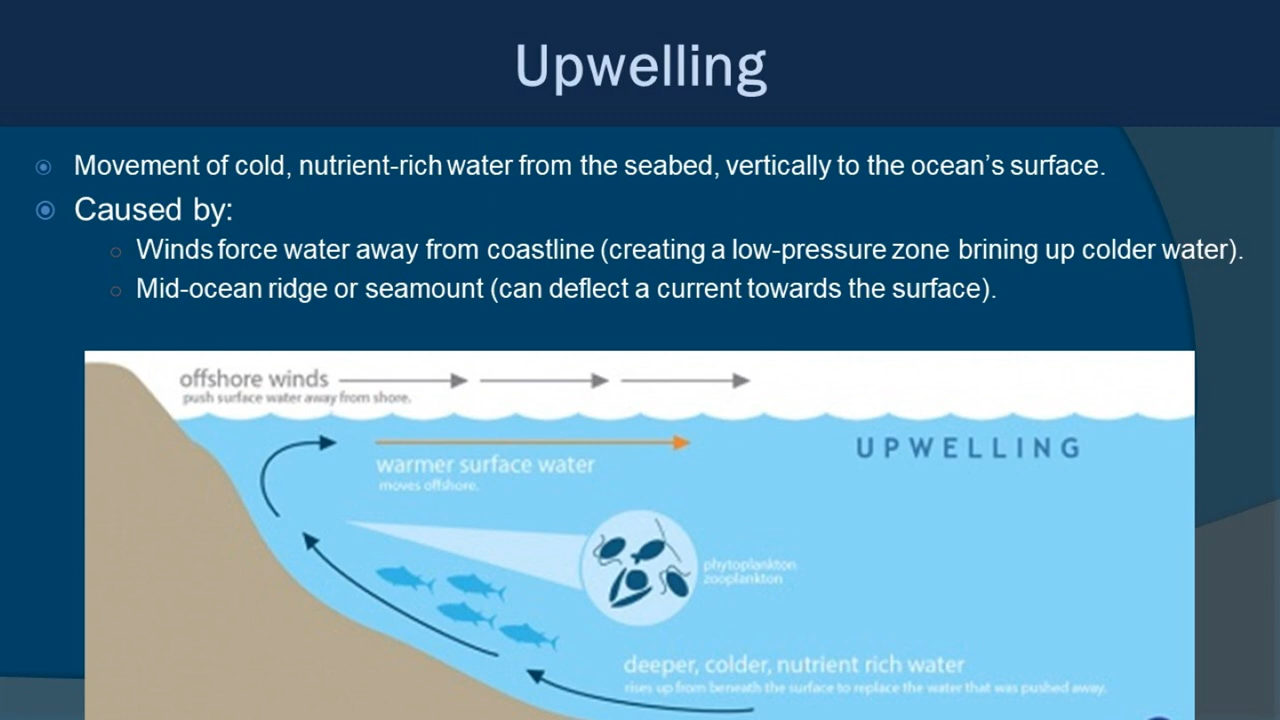 Upwelling
Movement of cold, nutrient-rich water from the seabed, vertically to the ocean’s surface.
Caused by:
Winds force water away from coastline (creating a low-pressure zone brining up colder water).
Mid-ocean ridge or seamount (can deflect a current towards the surface).
offshore winds
push surface water away from shore.
UPWELLING
warmer surface water
moves offshore.
phytoplankton
zooplankton
deeper, colder, nutrient rich water
rises up from beneath the surface to replace the water that was pushed away.